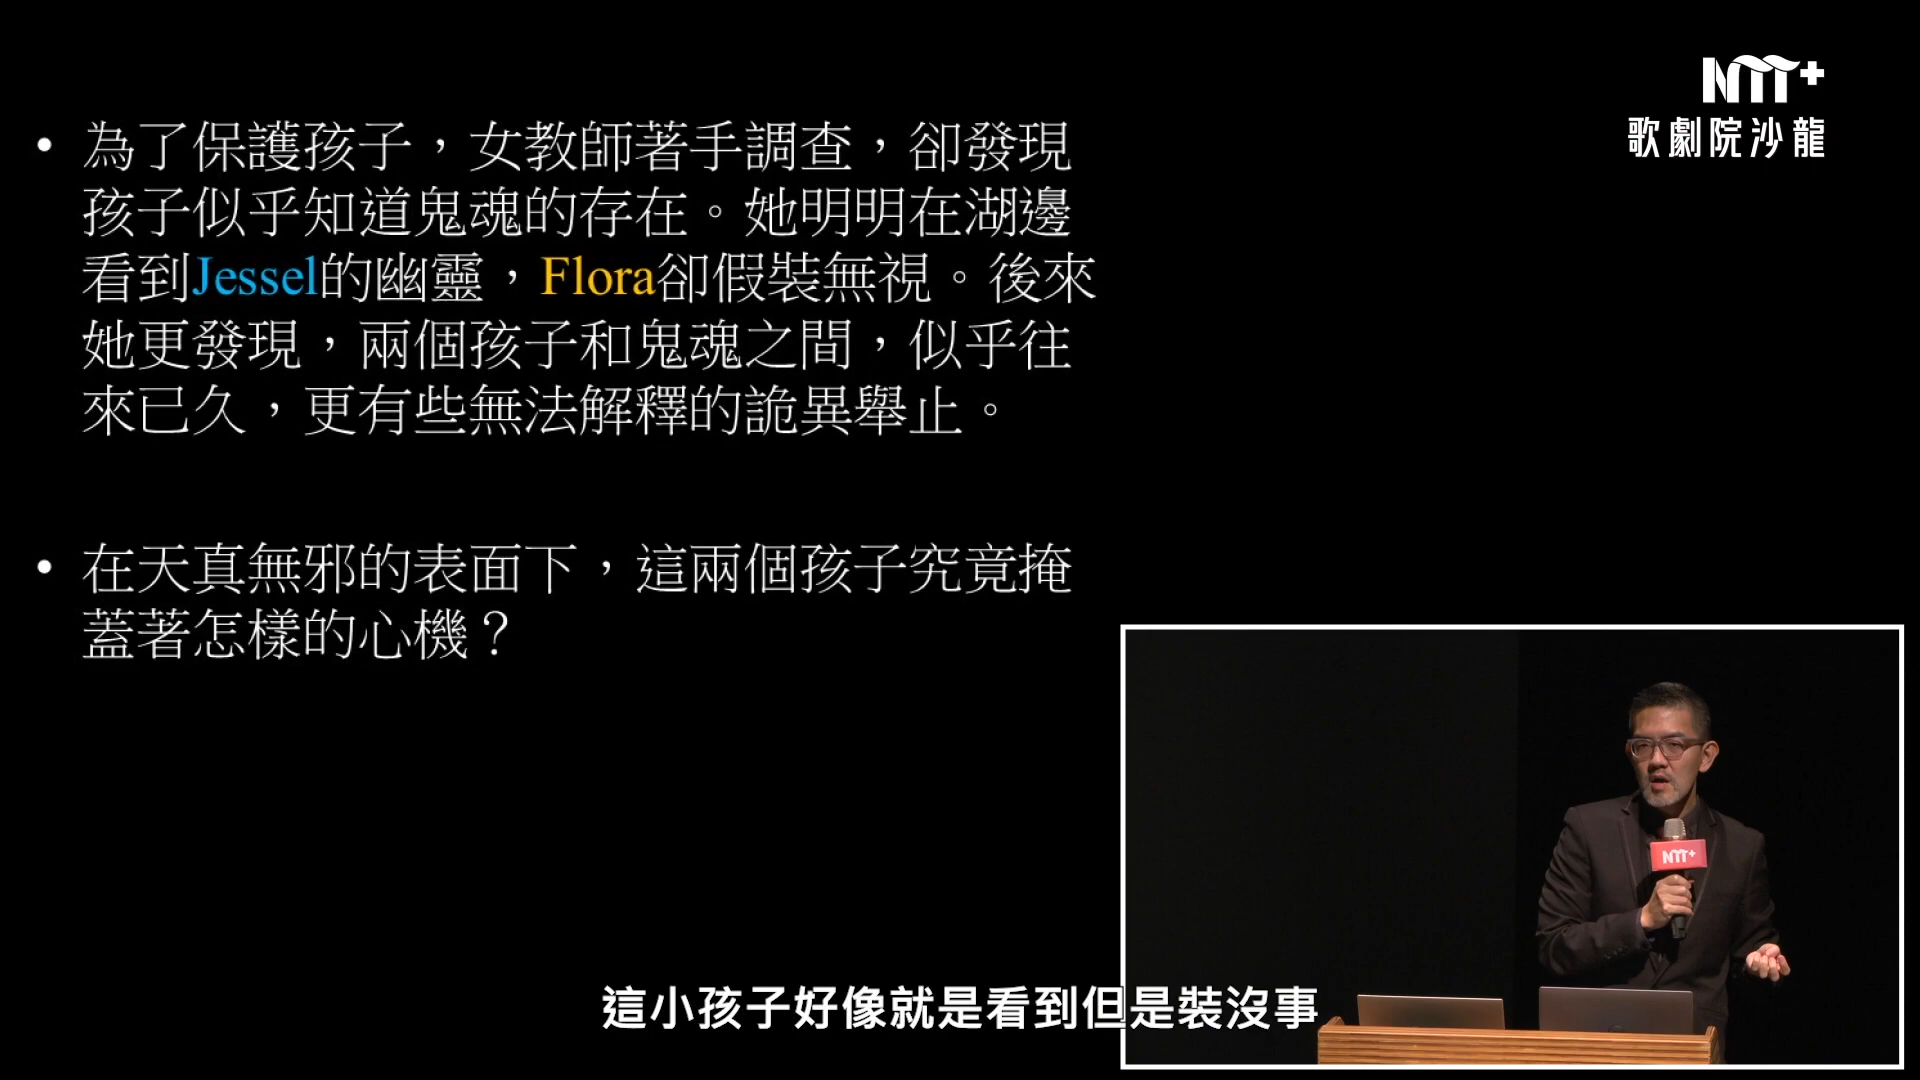 NTT+
歌劇院沙龍
• 為了保護孩子，女教師著手調查，卻發現
孩子似乎知道鬼魂的存在。她明明在湖邊
看到Jessel的幽靈，Flora卻假裝無視。後來
她更發現，兩個孩子和鬼魂之間，似乎往
來已久，更有些無法解釋的詭異舉止。
• 在天真無邪的表面下，這兩個孩子究竟掩
蓋著怎樣的心機？
NTT+
這小孩子好像就是看到但是裝沒事